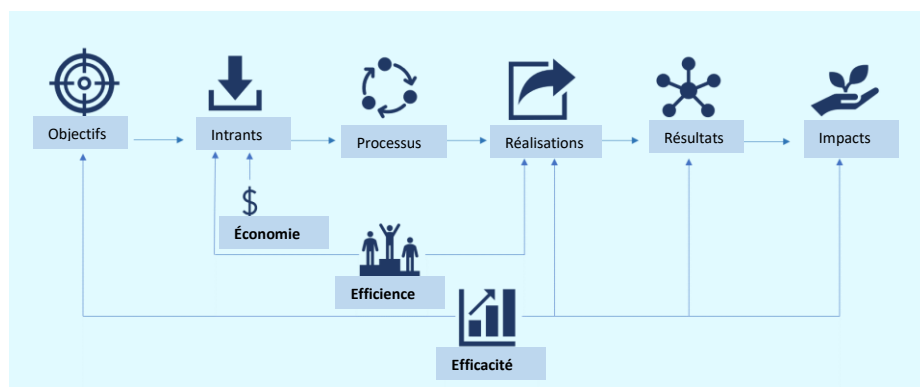 Objectifs
Intrants
Processus
Réalisations
Résultats
Impacts
$
Économie
Efficience
Efficacité